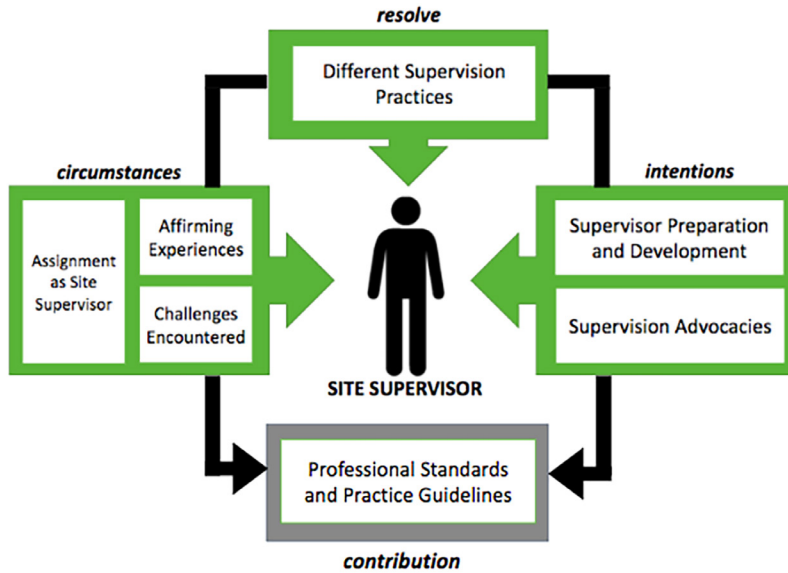 resolve
Different Supervision
Practices
circumstances
Assignment
as Site
Supervisor
Affirming
Experiences
Challenges
Encountered
intentions
Supervisor Preparation
and Development
Supervision Advocacies
SITE SUPERVISOR
Professional Standards
and Practice Guidelines
contribution